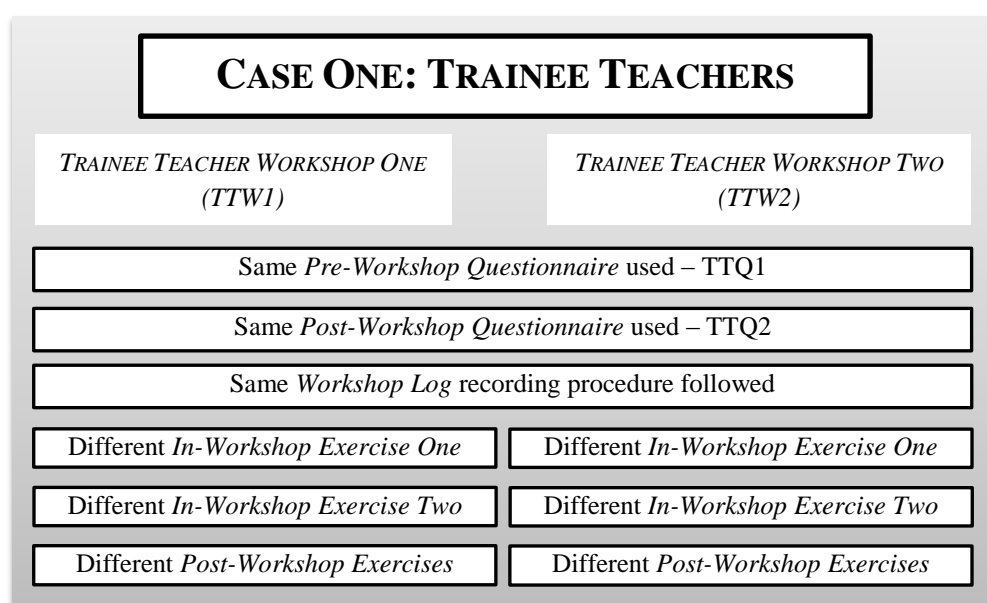 CASE ONE: TRAINEE TEACHERS
TRAINEE TEACHER WORKSHOP ONE
(TTW1)
TRAINEE TEACHER WORKSHOP TWO
(TTW2)
Same Pre-Workshop Questionnaire used – TTQ1
Same Post-Workshop Questionnaire used – TTQ2
Same Workshop Log recording procedure followed
Different In-Workshop Exercise One
Different In-Workshop Exercise One
Different In-Workshop Exercise Two
Different In-Workshop Exercise Two
Different Post-Workshop Exercises
Different Post-Workshop Exercises